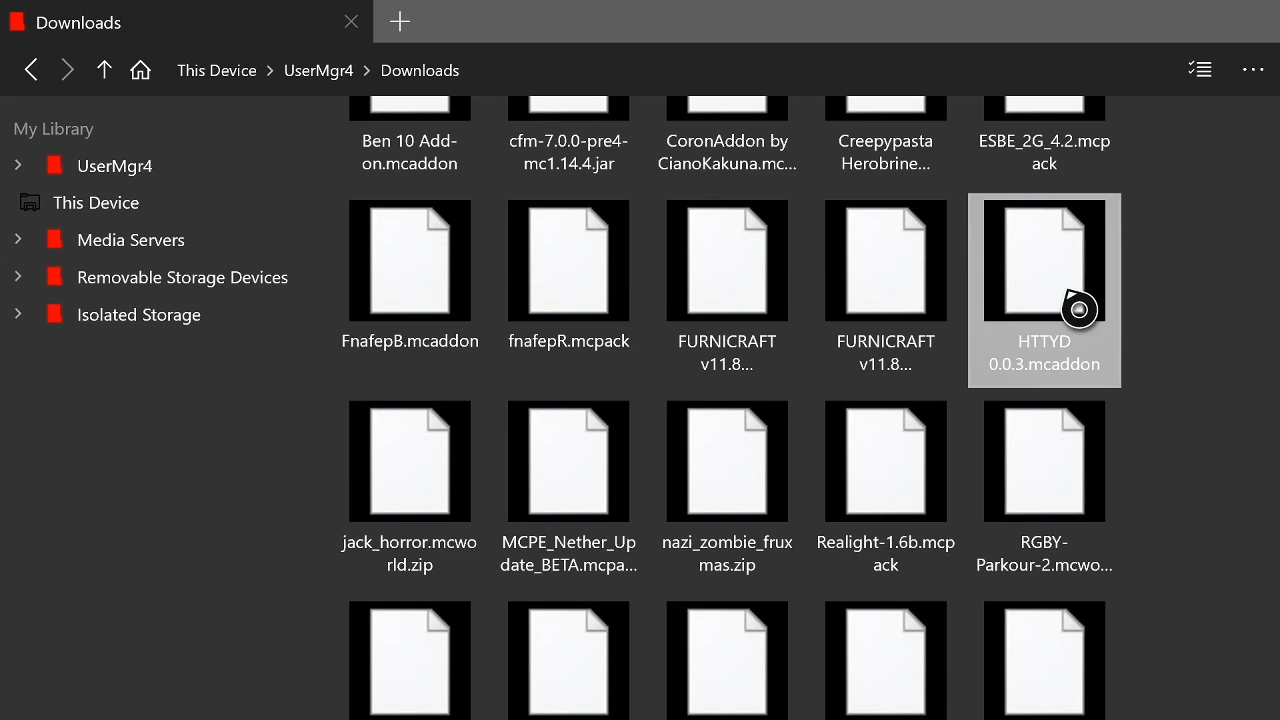 Downloads
This Device > UserMgr4 > Downloads
My Library
UserMgr4
This Device
Media Servers
Removable Storage Devices
Isolated Storage
Ben 10 Add-
on.mcaddon
cfm-7.0.0-pre4-
mc1.14.4.jar
CoronAddon by
CianoKakuna.mc...
Creepypasta
Herobrine...
ESBE_2G_4.2.mcp
ack
FnafepB.mcaddon
fnafepR.mcpack
FURNICRAFT
v11.8...
FURNICRAFT
v11.8...
HTTYD
0.0.3.mcaddon
jack_horror.mcwo
rld.zip
MCPE_Nether_Up
date_BETA.mcpa...
nazi_zombie_frux
mas.zip
Realight-1.6b.mcp
ack
RGBY-
Parkour-2.mcwo...